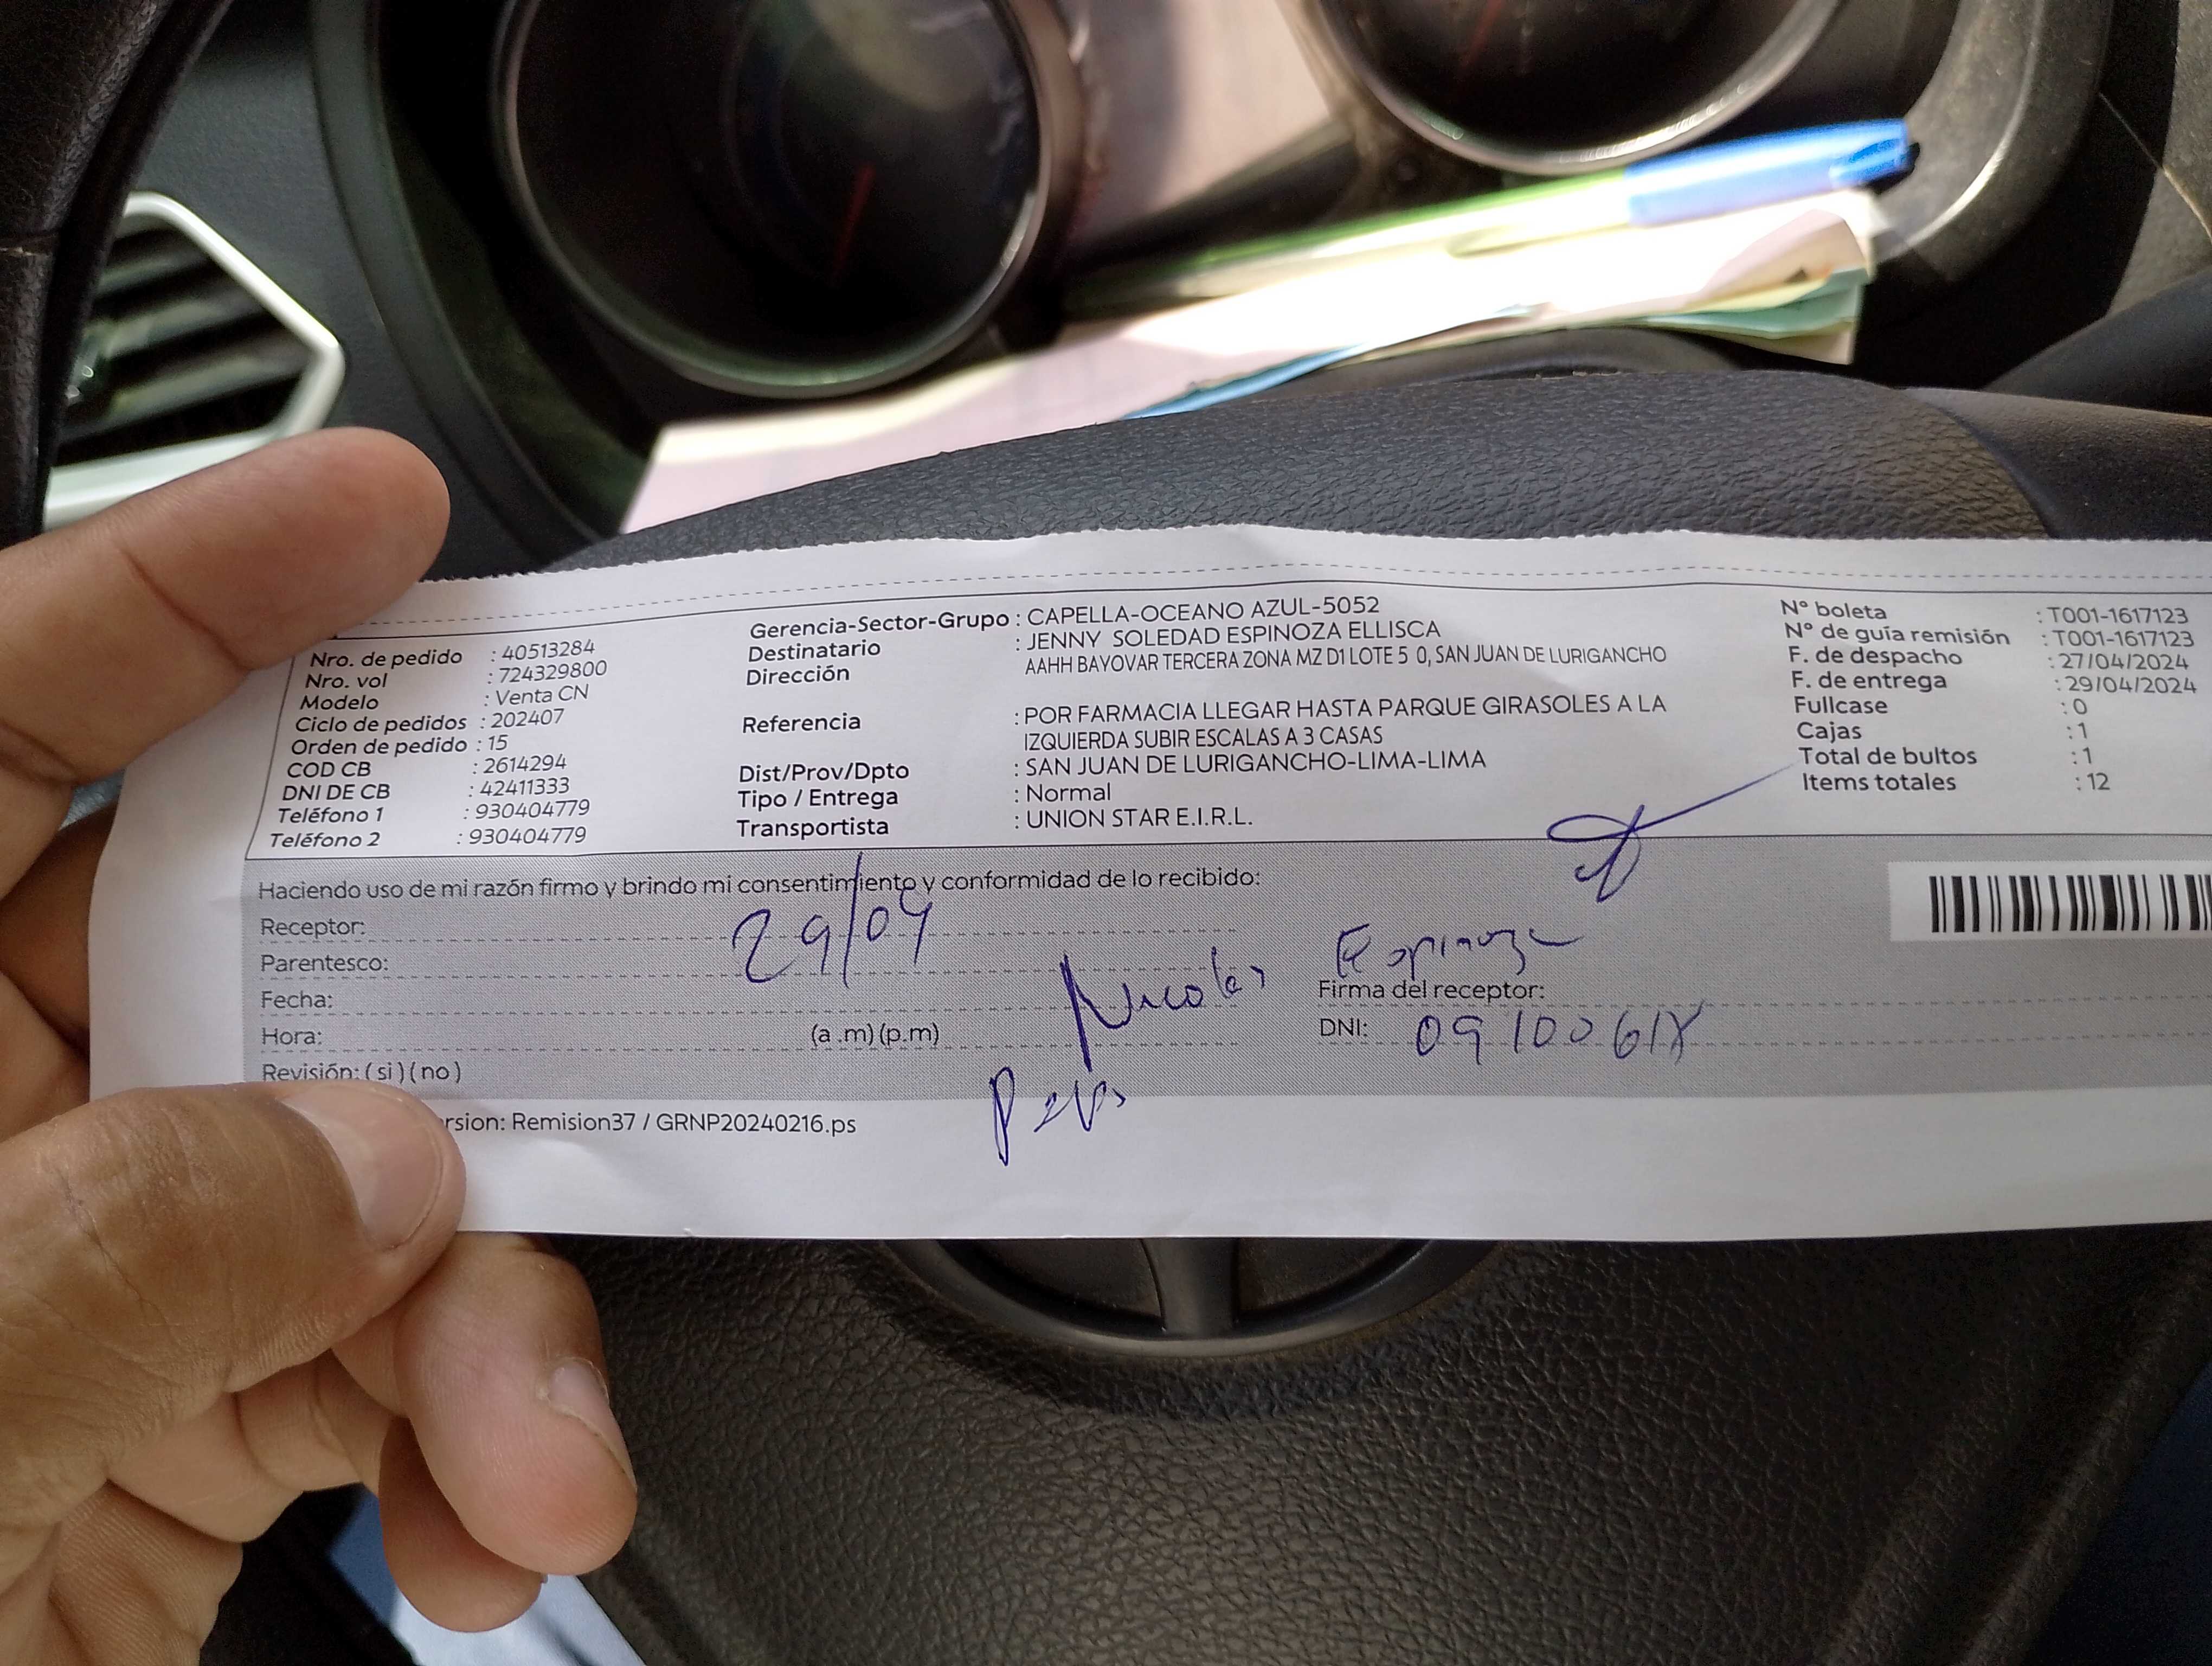 Nro. de pedido : 40513284
Nro. vol : 724329800
Modelo : Venta CN
Ciclo de pedidos : 202407
Orden de pedido : 15
COD CB : 2614294
DNI DE CB : 42411333
Teléfono 1 : 930404779
Teléfono 2 : 930404779
Gerencia-Sector-Grupo : CAPELLA-OCEANO AZUL-5052
Destinatario : JENNY SOLEDAD ESPINOZA ELLISCA
Dirección AAHH BAYOVAR TERCERA ZONA MZ D1 LOTE 5 0, SAN JUAN DE LURIGANCHO
Referencia : POR FARMACIA LLEGAR HASTA PARQUE GIRASOLES A LA
IZQUIERDA SUBIR ESCALAS A 3 CASAS
Dist/Prov/Dpto : SAN JUAN DE LURIGANCHO-LIMA-LIMA
Tipo / Entrega : Normal
Transportista : UNION STAR E.I.R.L.
N° boleta : T001-1617123
N° de guía remisión : T001-1617123
F. de despacho : 27/04/2024
F. de entrega : 29/04/2024
Fullcase : 0
Cajas : 1
Total de bultos : 1
Items totales : 12
Haciendo uso de mi razón firmo y brindo mi consentimiento y conformidad de lo recibido:
Receptor:
Parentesco:
29/04
Fecha:
Nicolas Espinoza
Firma del receptor:
Hora: (a .m) (p.m)
DNI:
Revisión: ( si ) ( no )
rsion: Remision37 / GRNP20240216.ps